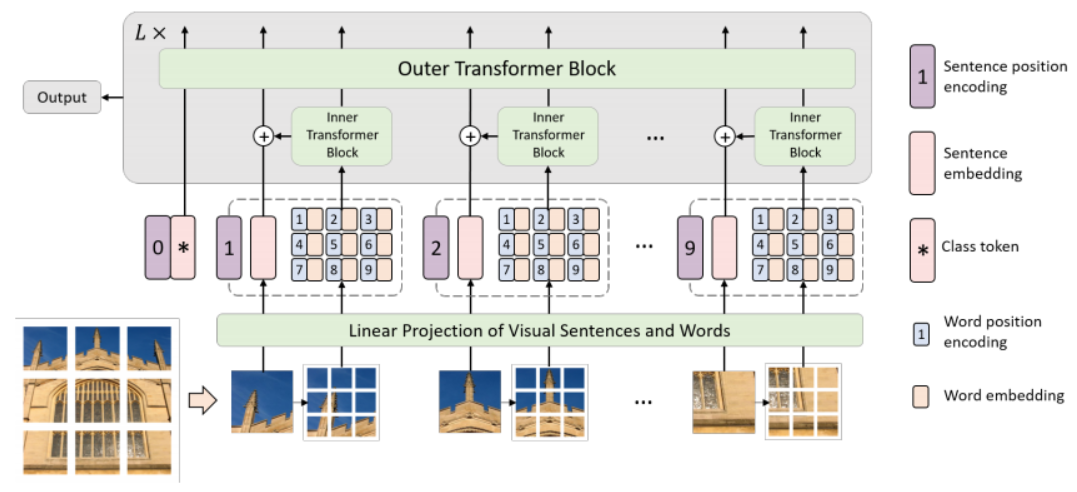 L ×
Outer Transformer Block
Output
Inner
Transformer
Block
+
Inner
Transformer
Block
+
...
Inner
Transformer
Block
+
0 *
1
1 2 3
4 5 6
7 8 9
2
1 2 3
4 5 6
7 8 9
...
9
1 2 3
4 5 6
7 8 9
Linear Projection of Visual Sentences and Words
...
1
Sentence position
encoding
Sentence
embedding
*
Class token
1
Word position
encoding
Word embedding